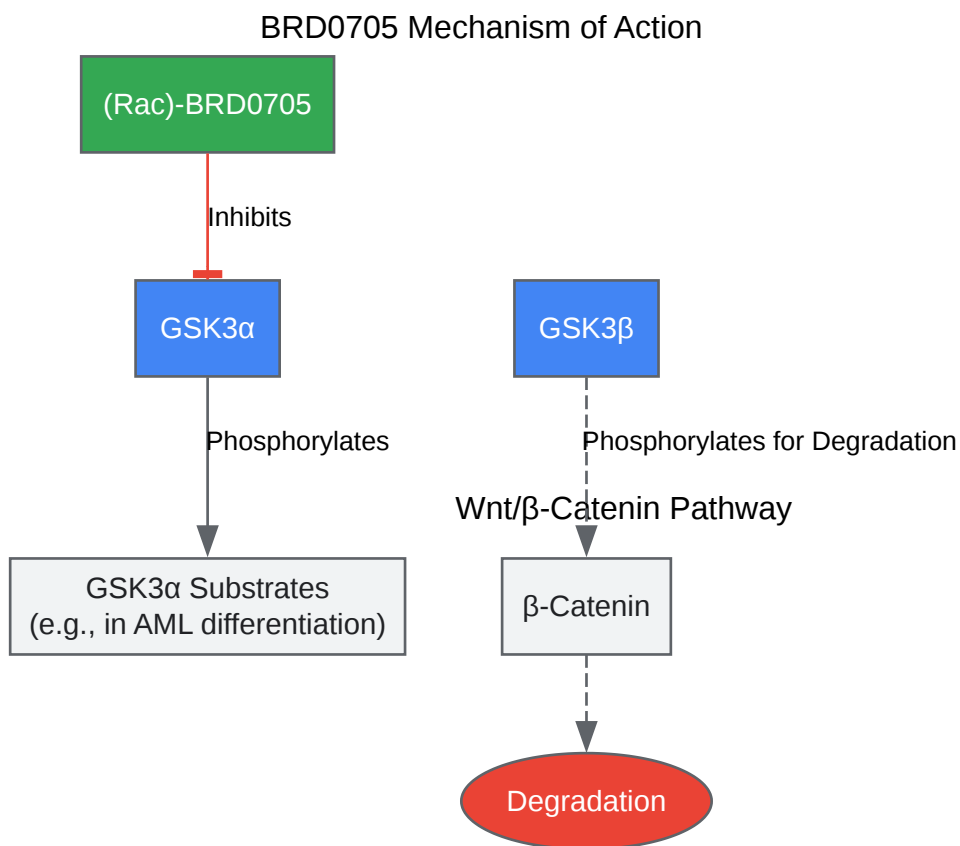 BRD0705 Mechanism of Action
(Rac)-BRD0705
Inhibits
GSK3α
GSK3β
Phosphorylates
Phosphorylates for Degradation
Wnt/β-Catenin Pathway
GSK3α Substrates
(e.g., in AML differentiation)
β-Catenin
Degradation